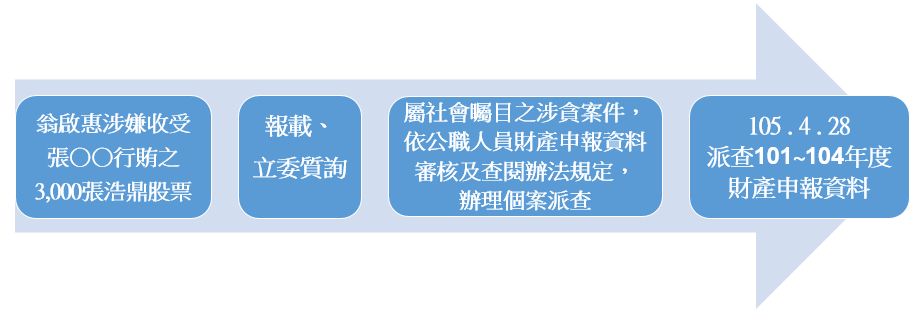 翁啟惠涉嫌收受
張〇〇行賄之
3,000張浩鼎股票
報載、
立委質詢
屬社會矚目之涉貪案件，
依公職人員財產申報資料
審核及查閱辦法規定，
辦理個案派查
105 . 4 . 28
派查101~104年度
財產申報資料